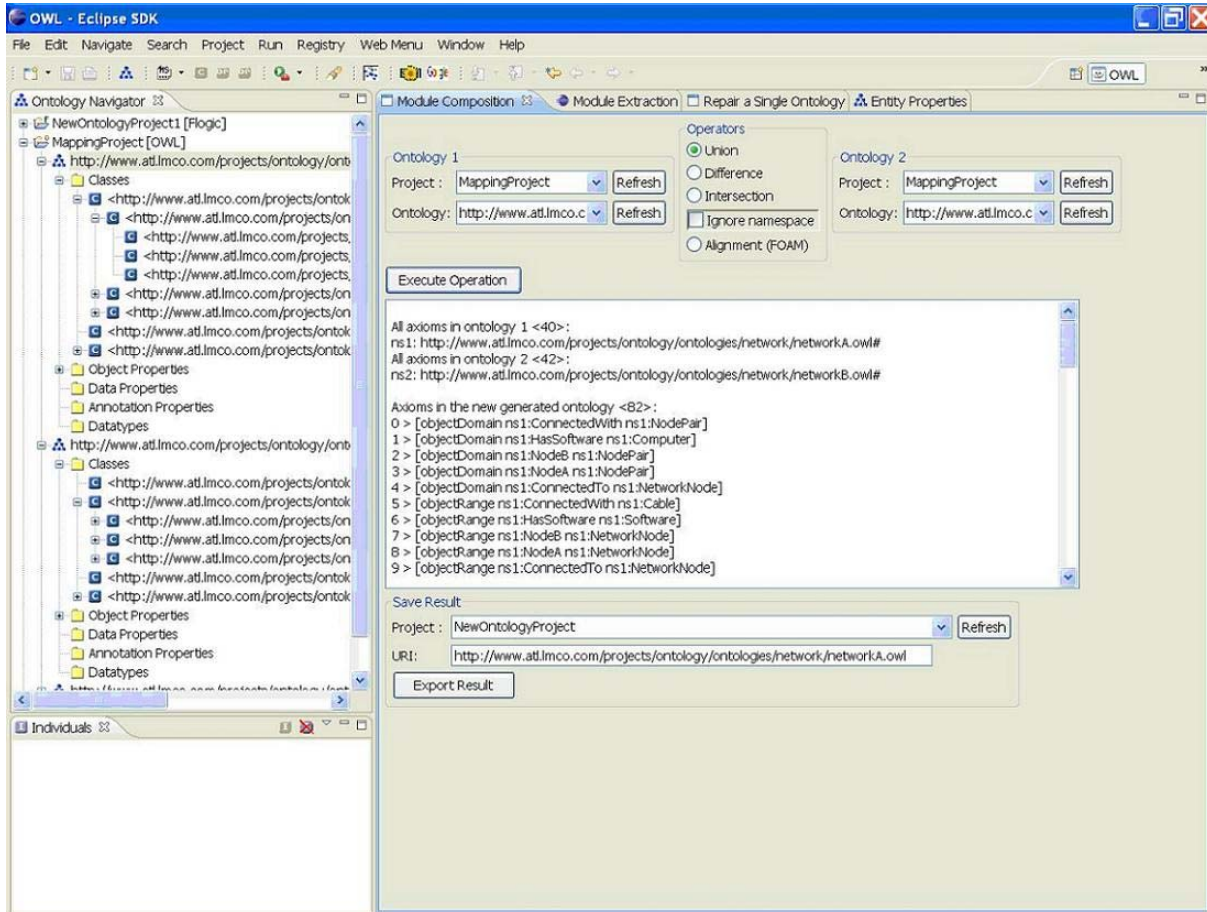 OWL - Eclipse SDK
File Edit Navigate Search Project Run Registry Web Menu Window Help
OWL
Ontology Navigator
NewOntologyProject1 [Flogic]
MappingProject [OWL]
http://www.atl.lmco.com/projects/ontology/ont
Classes
<http://www.atl.lmco.com/projects/ontok
<http://www.atl.lmco.com/projects/on
<http://www.atl.lmco.com/projects,
<http://www.atl.lmco.com/projects,
<http://www.atl.lmco.com/projects,
<http://www.atl.lmco.com/projects/on
<http://www.atl.lmco.com/projects/on
<http://www.atl.lmco.com/projects/ontok
<http://www.atl.lmco.com/projects/ontok
Object Properties
Data Properties
Annotation Properties
Datatypes
http://www.atl.lmco.com/projects/ontology/ont
Classes
<http://www.atl.lmco.com/projects/ontok
<http://www.atl.lmco.com/projects/ontok
<http://www.atl.lmco.com/projects/on
<http://www.atl.lmco.com/projects/on
<http://www.atl.lmco.com/projects/on
<http://www.atl.lmco.com/projects/ontok
<http://www.atl.lmco.com/projects/ontok
Object Properties
Data Properties
Annotation Properties
Datatypes
Individuals
Module Composition Module Extraction Repair a Single Ontology Entity Properties
Ontology 1
Project : MappingProject Refresh
Ontology: http://www.atl.lmco.c Refresh
Operators
Union
Difference
Intersection
Ignore namespace
Alignment (FOAM)
Ontology 2
Project : MappingProject Refresh
Ontology: http://www.atl.lmco.c Refresh
Execute Operation
All axioms in ontology 1 <40>:
ns1: http://www.atl.lmco.com/projects/ontology/ontologies/network/networkA.owl#
All axioms in ontology 2 <42>:
ns2: http://www.atl.lmco.com/projects/ontology/ontologies/network/networkB.owl#
Axioms in the new generated ontology <82>:
0 > [objectDomain ns1:ConnectedWith ns1:NodePair]
1 > [objectDomain ns1:HasSoftware ns1:Computer]
2 > [objectDomain ns1:NodeB ns1:NodePair]
3 > [objectDomain ns1:NodeA ns1:NodePair]
4 > [objectDomain ns1:ConnectedTo ns1:NetworkNode]
5 > [objectRange ns1:ConnectedWith ns1:Cable]
6 > [objectRange ns1:HasSoftware ns1:Software]
7 > [objectRange ns1:NodeB ns1:NetworkNode]
8 > [objectRange ns1:NodeA ns1:NetworkNode]
9 > [objectRange ns1:ConnectedTo ns1:NetworkNode]
Save Result
Project : NewOntologyProject Refresh
URI: http://www.atl.lmco.com/projects/ontology/ontologies/network/networkA.owl
Export Result